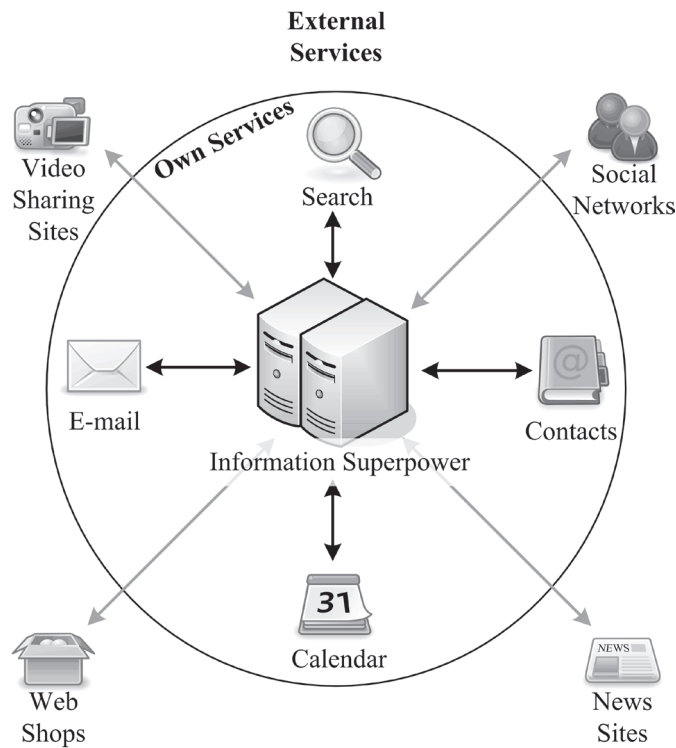 External
Services
Own Services
Video
Sharing
Sites
Search
Social
Networks
@
E-mail
Contacts
Information Superpower
31
Calendar
NEWS
Web
Shops
News
Sites